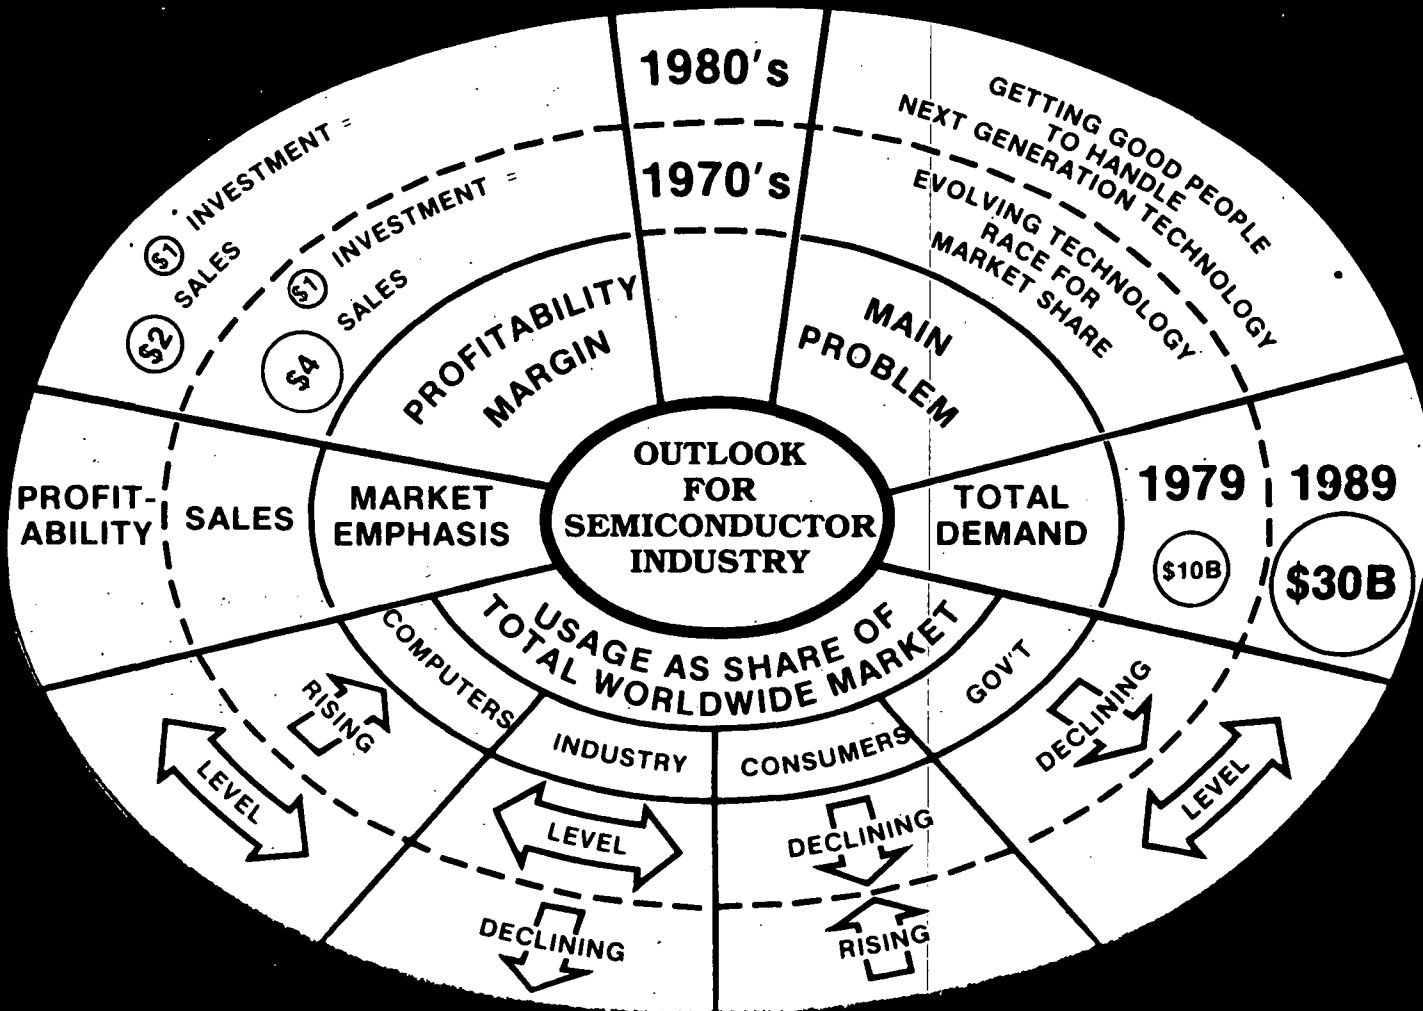 1980's
1970's
GETTING GOOD PEOPLE
TO HANDLE
NEXT GENERATION TECHNOLOGY
EVOLVING TECHNOLOGY
RACE FOR
MARKET SHARE
MAIN
PROBLEM
$1 INVESTMENT =
$2 SALES
$1 INVESTMENT =
$4 SALES
PROFITABILITY
MARGIN
OUTLOOK
FOR
SEMICONDUCTOR
INDUSTRY
PROFIT-
ABILITY
SALES
MARKET
EMPHASIS
TOTAL
DEMAND
1979
$10B
1989
$30B
USAGE AS SHARE OF
TOTAL WORLDWIDE MARKET
COMPUTERS
INDUSTRY
CONSUMERS
GOV'T
RISING
LEVEL
LEVEL
DECLINING
DECLINING
RISING
DECLINING
LEVEL